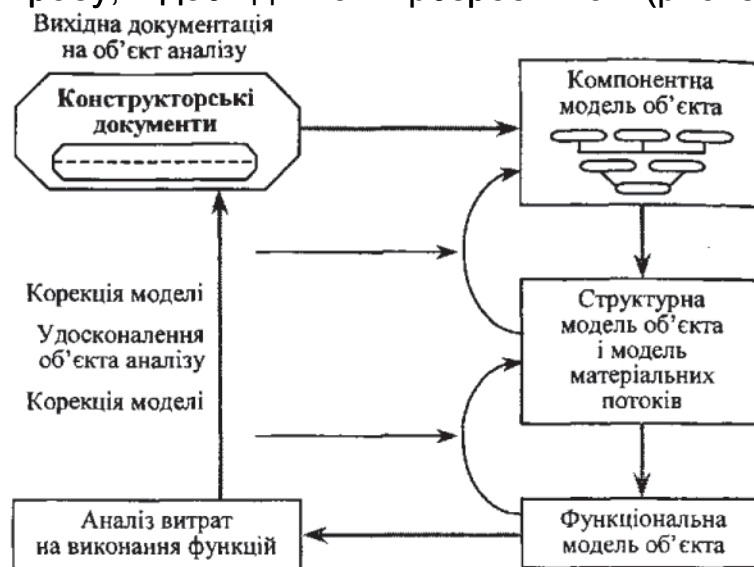 Вихідна документація
на об’єкт аналізу
Конструкторські
документи
Компонентна
модель об’єкта
Корекція моделі
Удосконалення
об’єкта аналізу
Корекція моделі
Структурна
модель об’єкта
і модель
матеріальних
потоків
Аналіз витрат
на виконання функцій
Функціональна
модель об’єкта